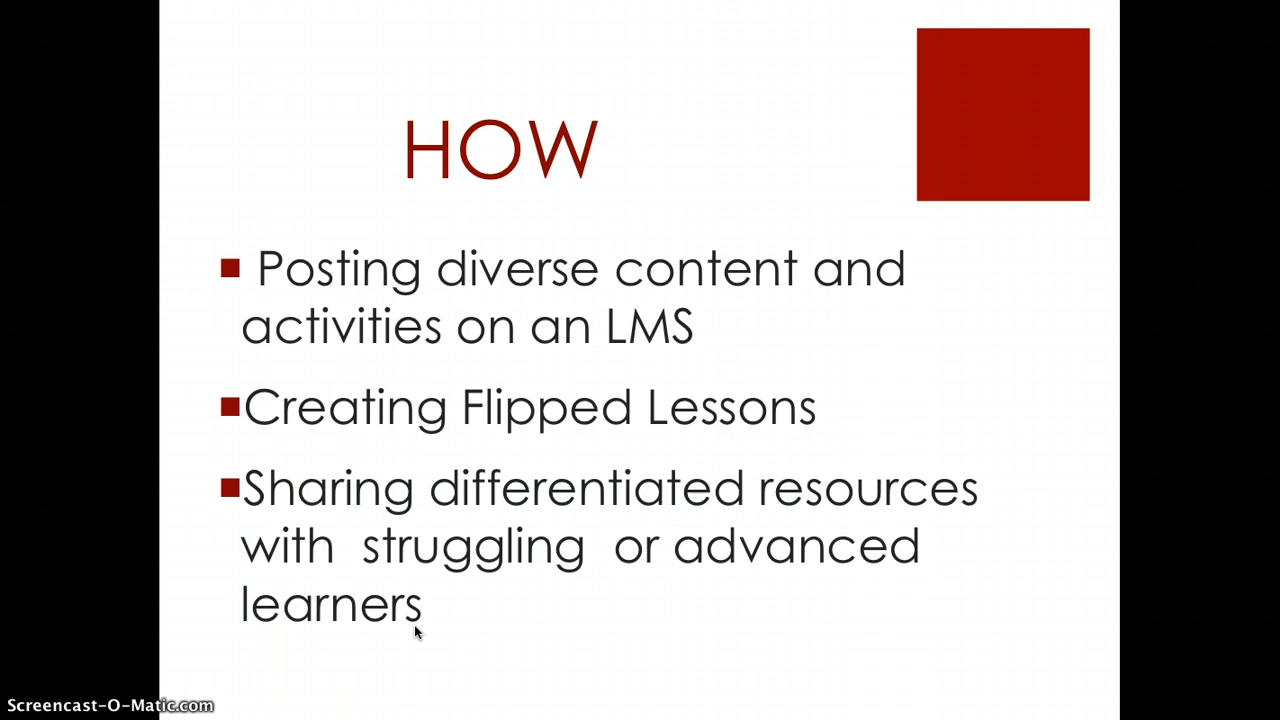 HOW
Posting diverse content and
activities on an LMS
Creating Flipped Lessons
Sharing differentiated resources
with struggling or advanced
learners
Screencast-O-Matic.com